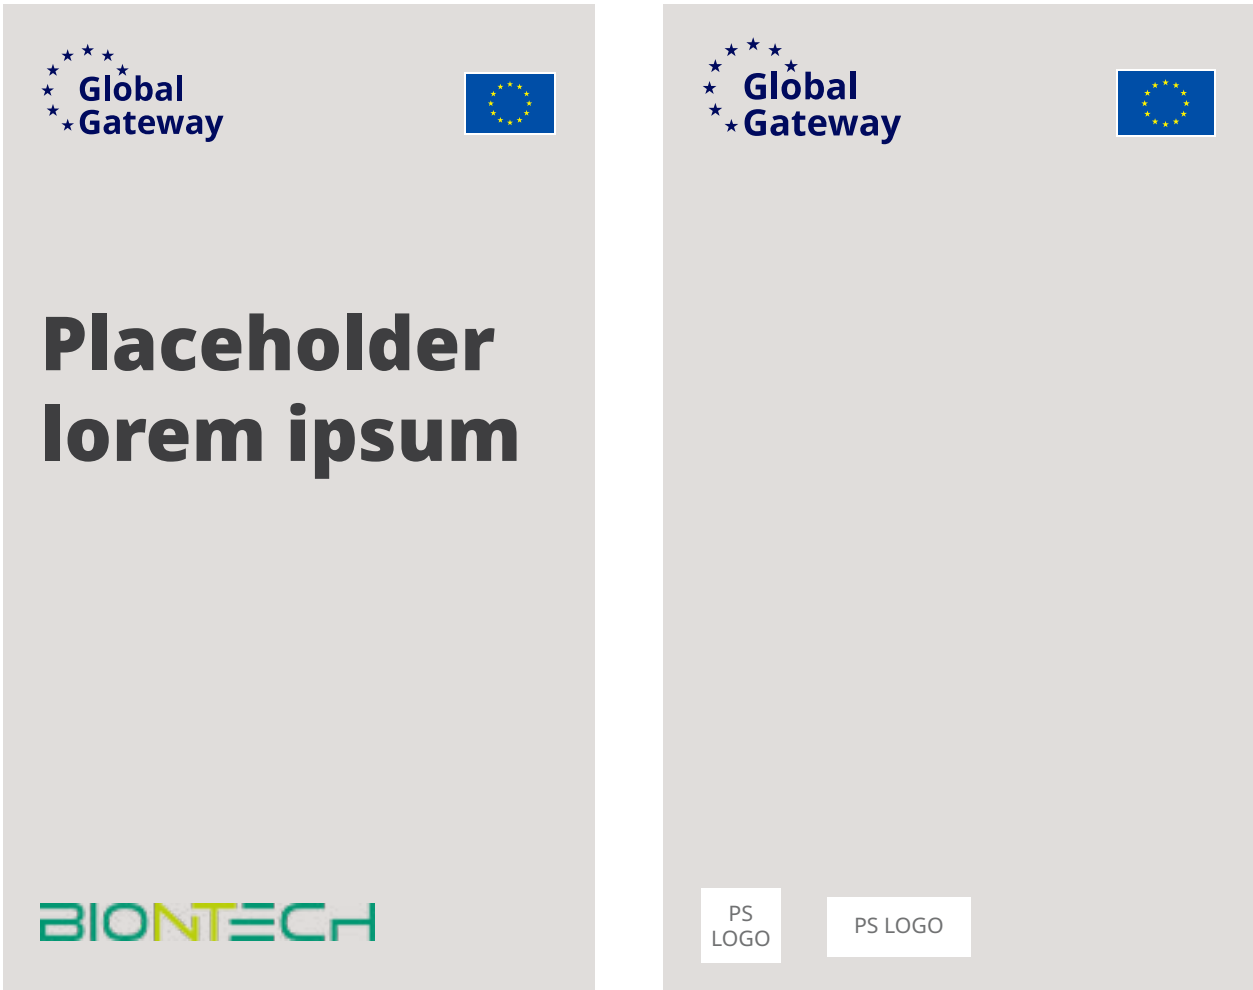 Global
Gateway
Placeholder
lorem ipsum
BIONTECH
Global
Gateway
PS
LOGO
PS LOGO